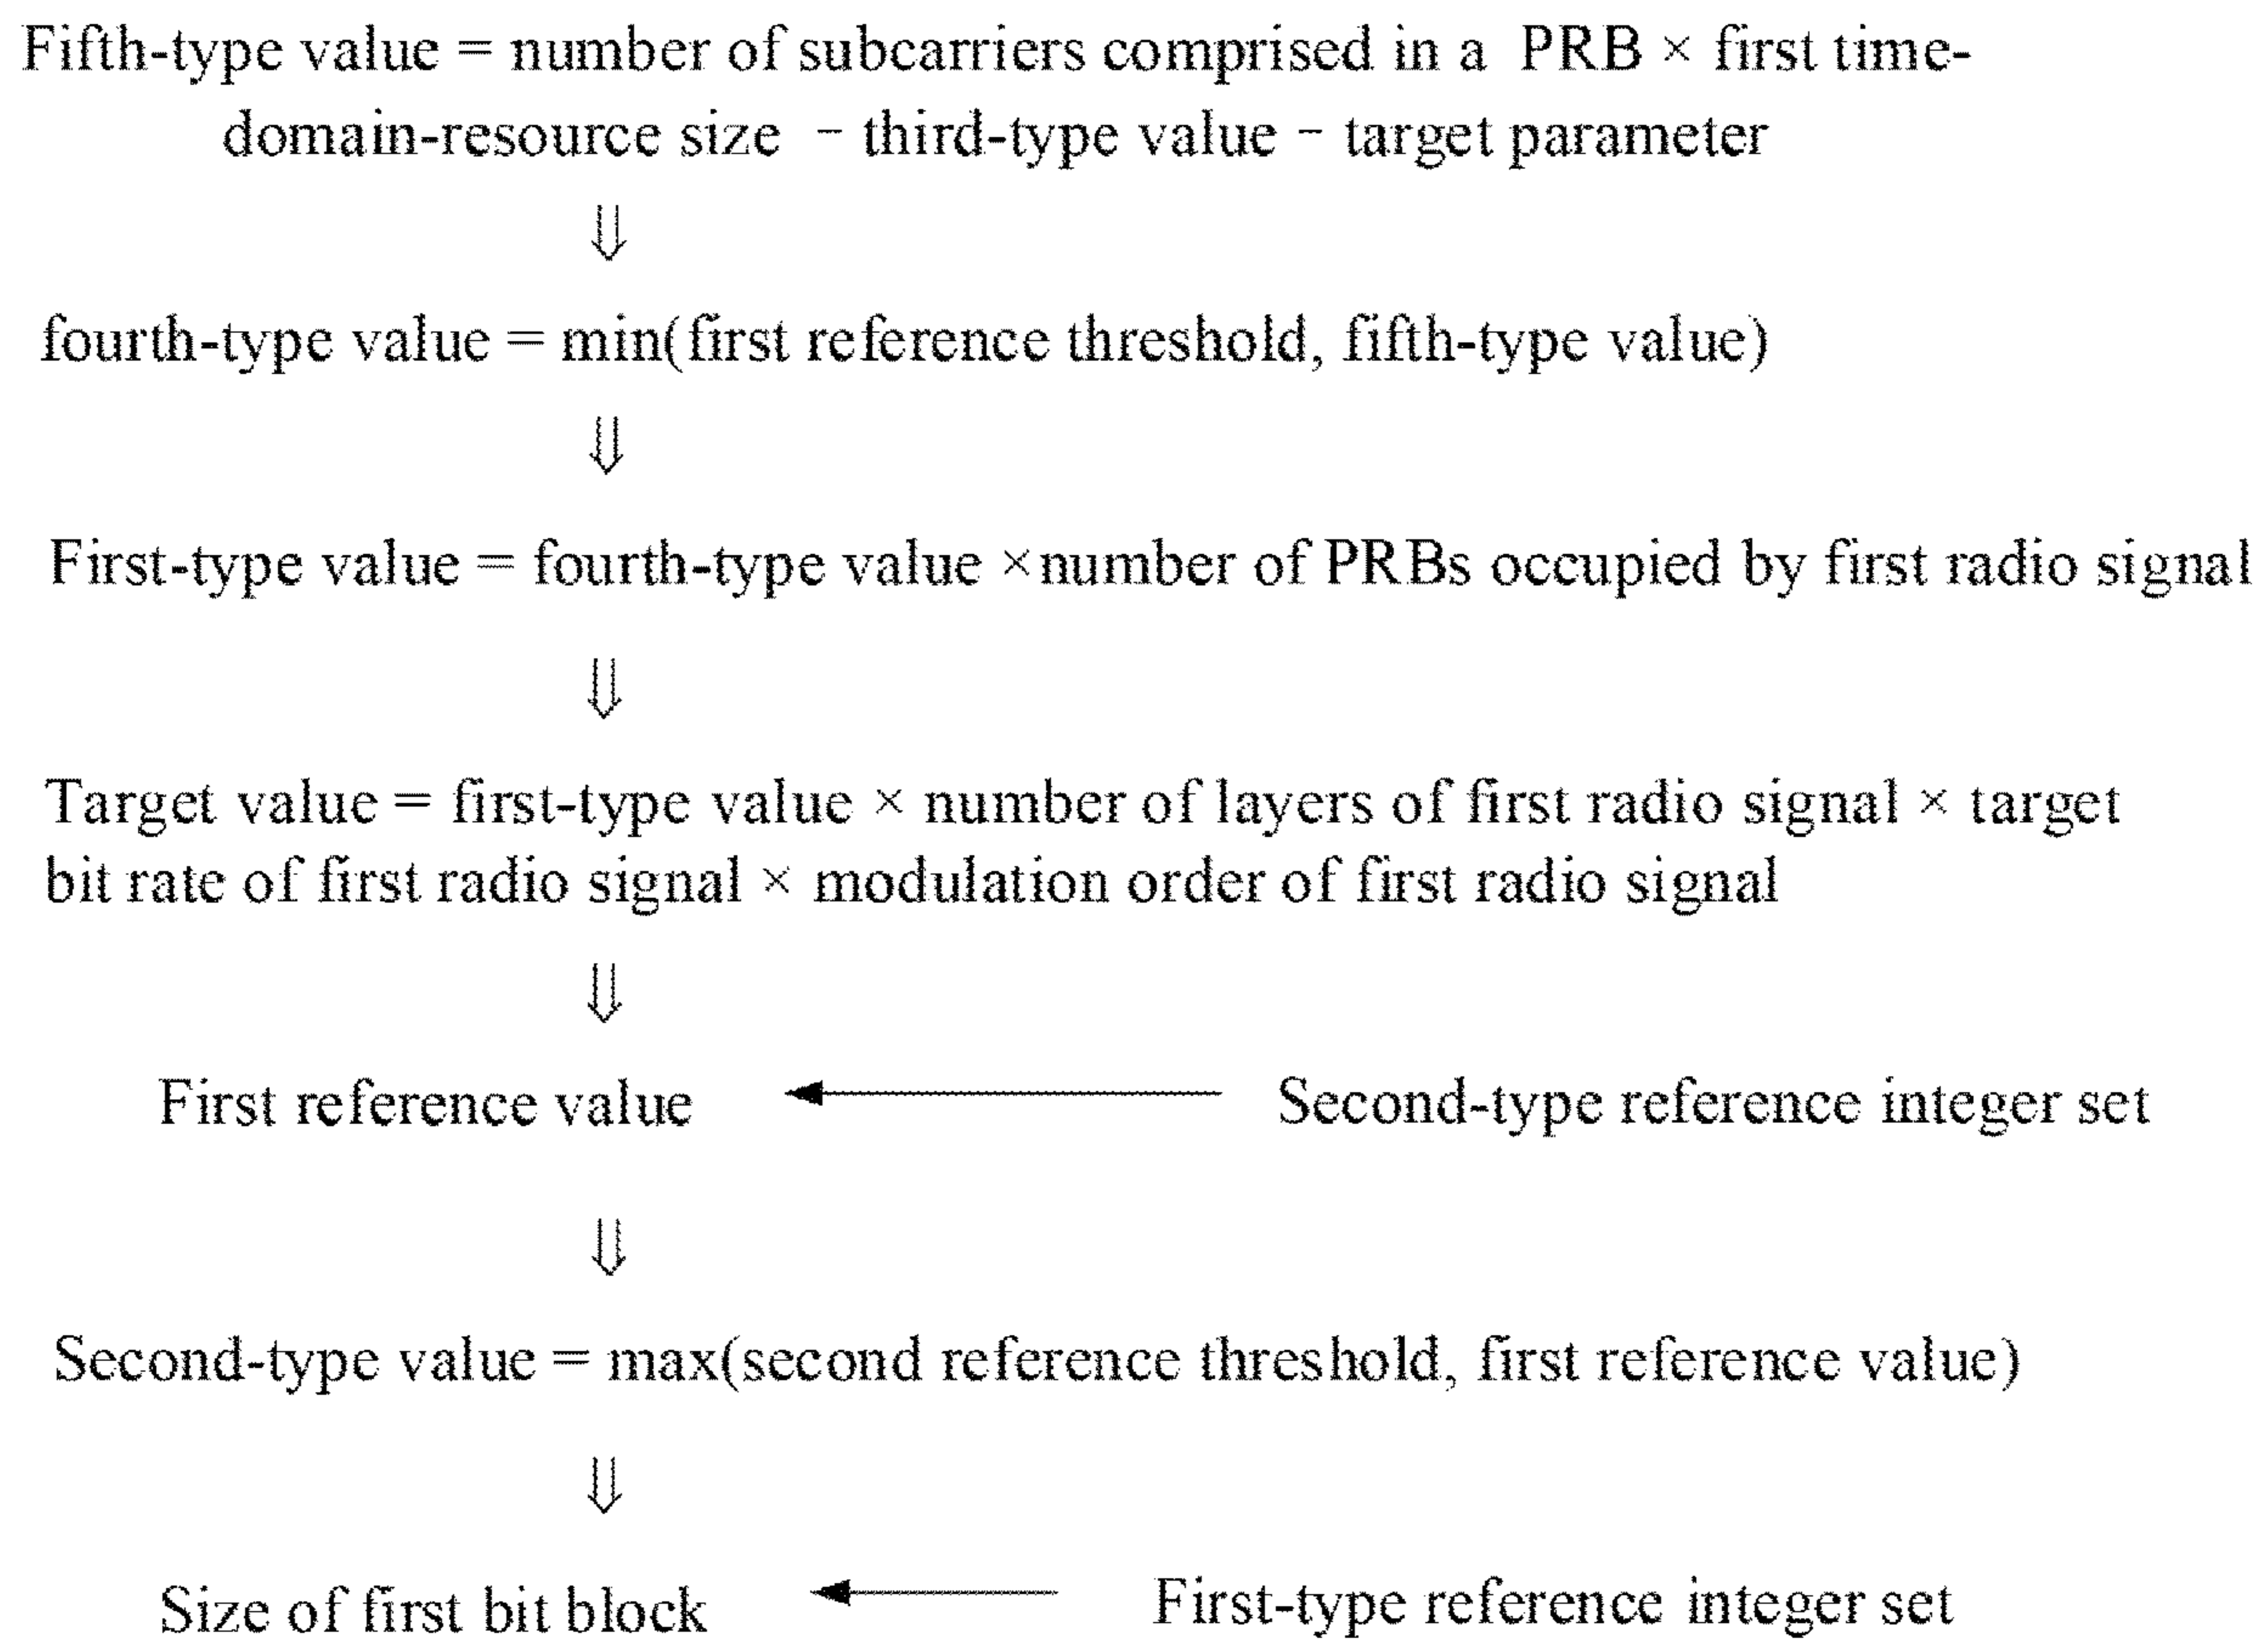 Fifth-type value = number of subcarriers comprised in a PRB × first time-
domain-resource size − third-type value − target parameter
⇓
fourth-type value = min(first reference threshold, fifth-type value)
⇓
First-type value = fourth-type value ×number of PRBs occupied by first radio signal
⇓
Target value = first-type value × number of layers of first radio signal × target
bit rate of first radio signal × modulation order of first radio signal
⇓
First reference value ← Second-type reference integer set
⇓
Second-type value = max(second reference threshold, first reference value)
⇓
Size of first bit block ← First-type reference integer set